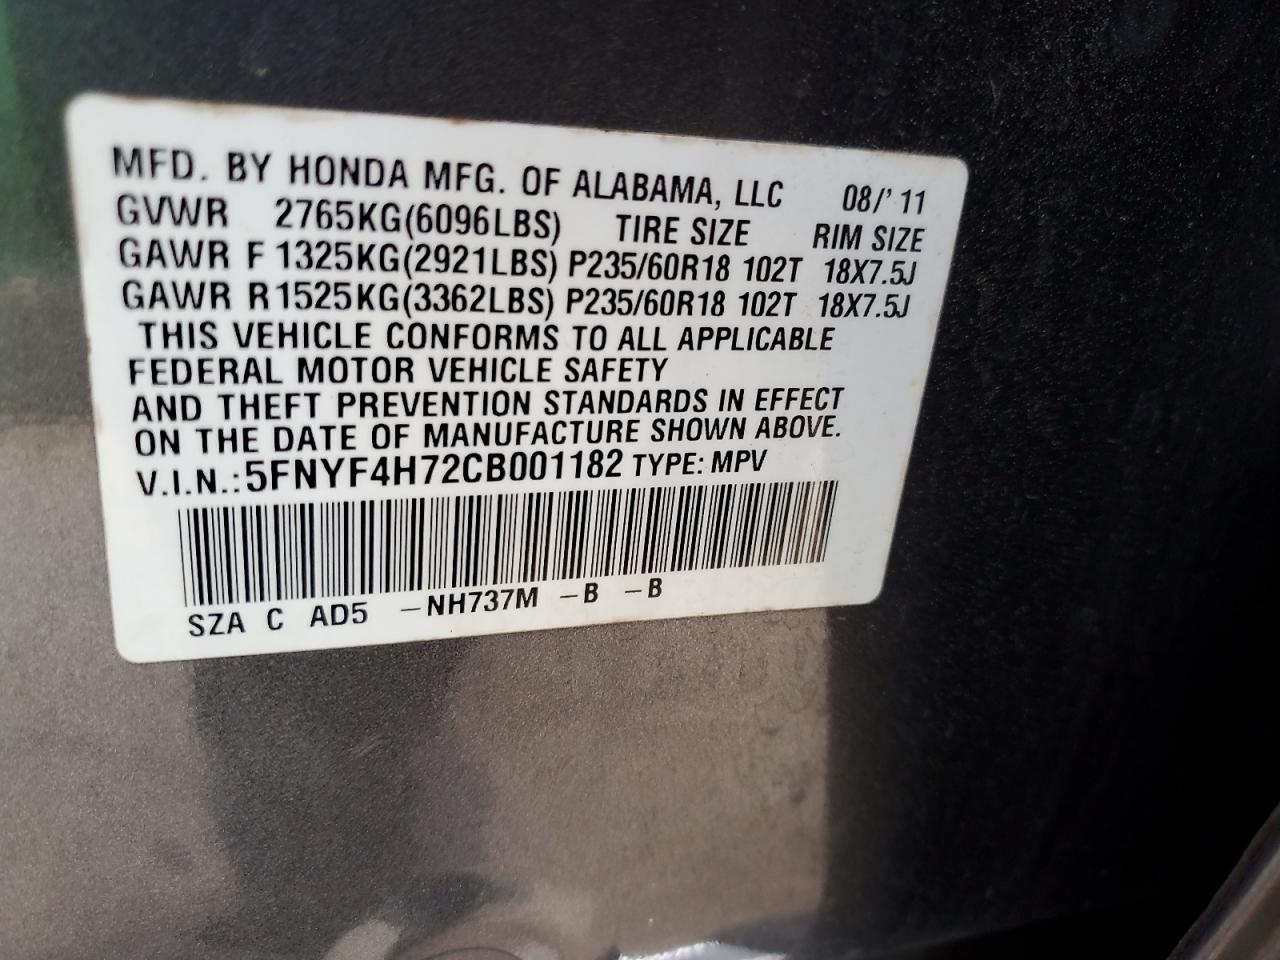 MFD. BY HONDA MFG. OF ALABAMA, LLC 08/' 11
GVWR 2765KG(6096LBS) TIRE SIZE RIM SIZE
GAWR F 1325KG(2921LBS) P235/60R18 102T 18X7.5J
GAWR R1525KG(3362LBS) P235/60R18 102T 18X7.5J
THIS VEHICLE CONFORMS TO ALL APPLICABLE
FEDERAL MOTOR VEHICLE SAFETY
AND THEFT PREVENTION STANDARDS IN EFFECT
ON THE DATE OF MANUFACTURE SHOWN ABOVE.
V.I.N.:5FNYF4H72CB001182 TYPE: MPV
SZA C AD5 -NH737M -B -B